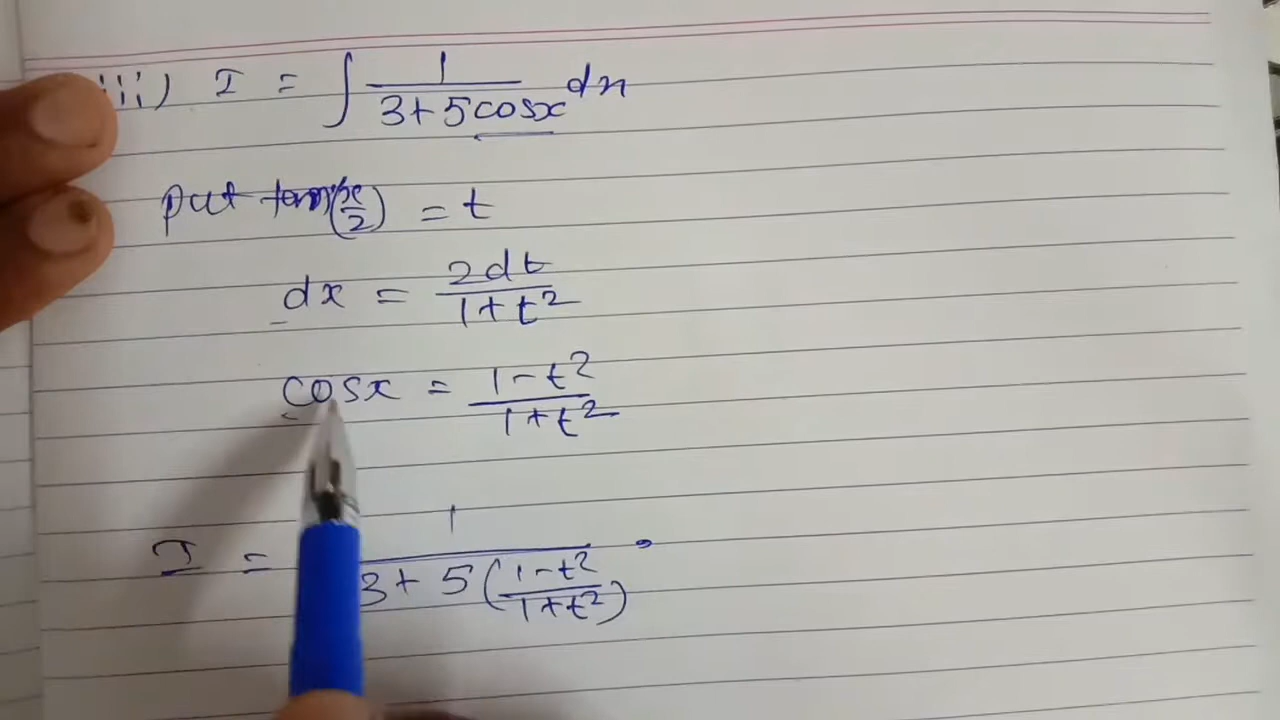 iii) I = ∫ 1/(3+5cosx) dx
put tan(x/2) = t
dx = 2dt/(1+t²)
cosx = (1-t²)/(1+t²)
I = 1/(3+5((1-t²)/(1+t²))) ·